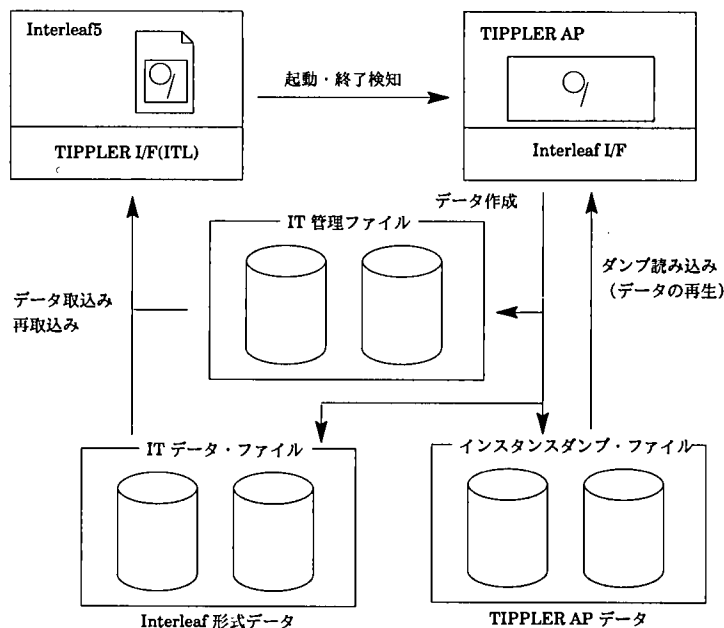 Interleaf5
TIPPLER AP
起動・終了検知
TIPPLER I/F(ITL)
Interleaf I/F
データ作成
IT 管理ファイル
ダンプ読み込み
（データの再生）
データ取込み
再取込み
IT データ・ファイル
インスタンスダンプ・ファイル
Interleaf 形式データ
TIPPLER AP データ